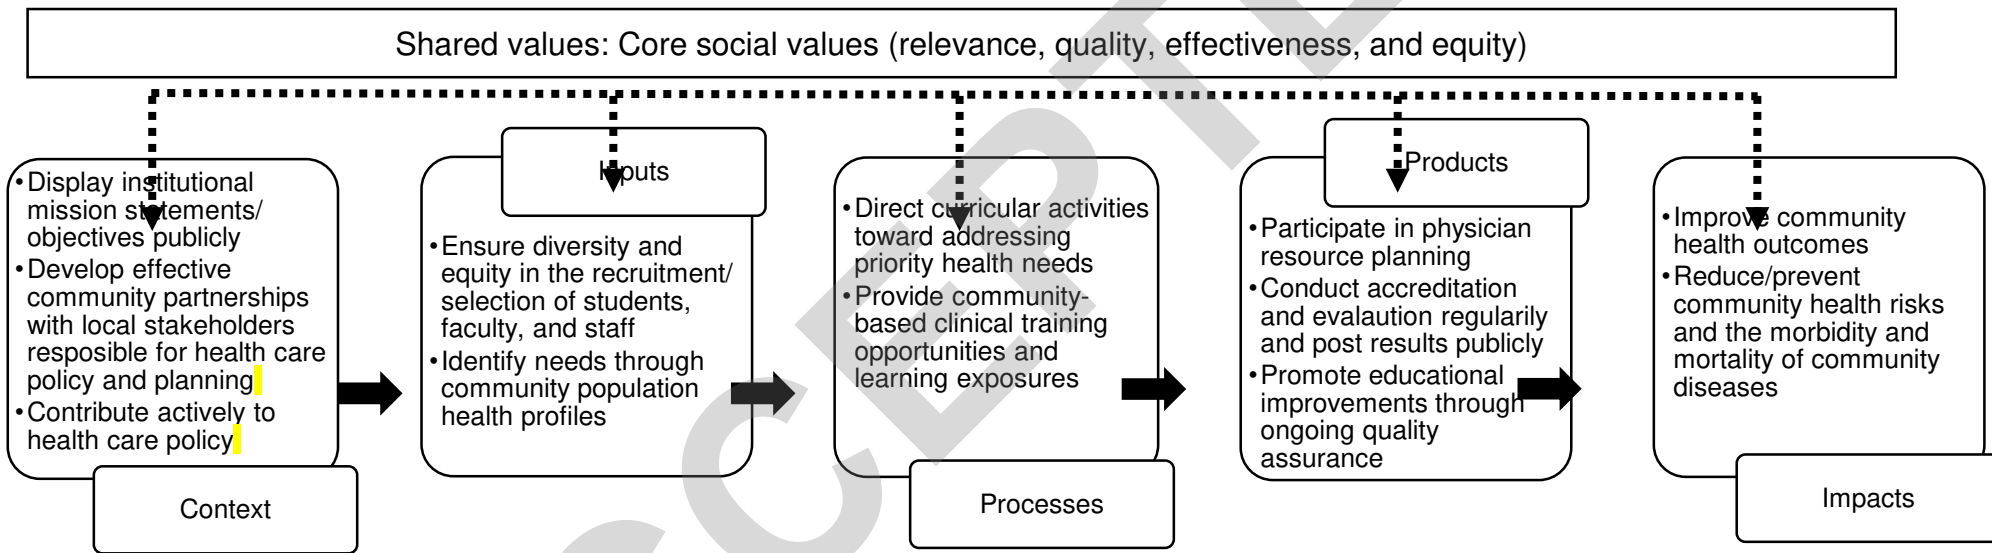 Shared values: Core social values (relevance, quality, effectiveness, and equity)
•Display institutional
mission statements/
objectives publicly
•Develop effective
community partnerships
with local stakeholders
resposible for health care
policy and planning
•Contribute actively to
health care policy
Context
Inputs
•Ensure diversity and
equity in the recruitment/
selection of students,
faculty, and staff
•Identify needs through
community population
health profiles
•Direct curricular activities
toward addressing
priority health needs
•Provide community-
based clinical training
opportunities and
learning exposures
Processes
Products
•Participate in physician
resource planning
•Conduct accreditation
and evalaution regularily
and post results publicly
•Promote educational
improvements through
ongoing quality
assurance
•Improve community
health outcomes
•Reduce/prevent
community health risks
and the morbidity and
mortality of community
diseases
Impacts
CCEPTE